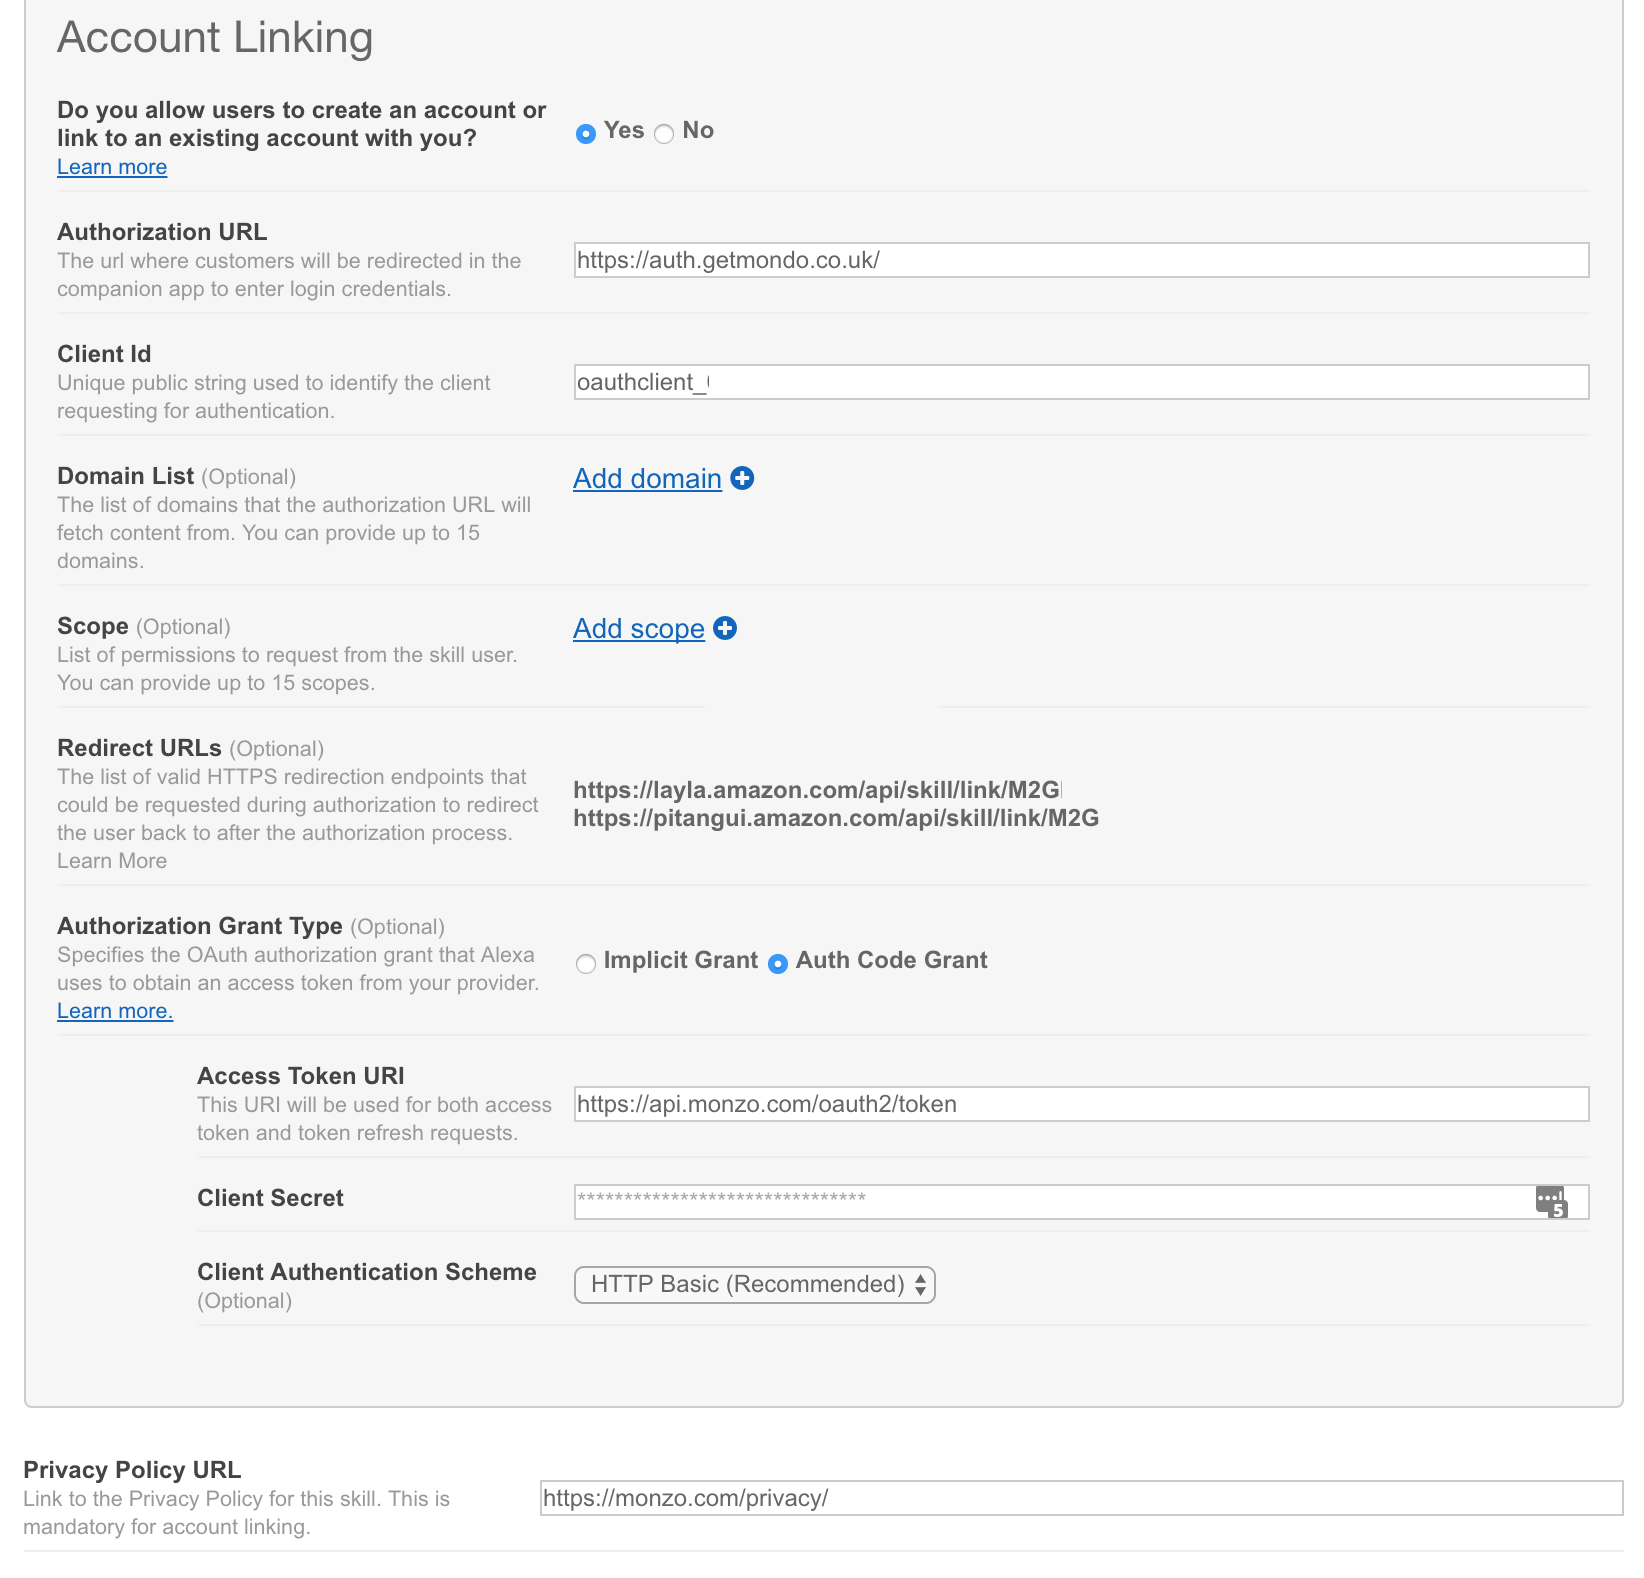 Account Linking
Do you allow users to create an account or
link to an existing account with you?
Learn more
Yes No
Authorization URL
The url where customers will be redirected in the
companion app to enter login credentials.
https://auth.getmondo.co.uk/
Client Id
Unique public string used to identify the client
requesting for authentication.
oauthclient_
Domain List (Optional)
The list of domains that the authorization URL will
fetch content from. You can provide up to 15
domains.
Add domain
Scope (Optional)
List of permissions to request from the skill user.
You can provide up to 15 scopes.
Add scope
Redirect URLs (Optional)
The list of valid HTTPS redirection endpoints that
could be requested during authorization to redirect
the user back to after the authorization process.
Learn More
https://layla.amazon.com/api/skill/link/M2G
https://pitangui.amazon.com/api/skill/link/M2G
Authorization Grant Type (Optional)
Specifies the OAuth authorization grant that Alexa
uses to obtain an access token from your provider.
Learn more.
Implicit Grant Auth Code Grant
Access Token URI
This URI will be used for both access
token and token refresh requests.
https://api.monzo.com/oauth2/token
Client Secret
*******************************
5
Client Authentication Scheme
(Optional)
HTTP Basic (Recommended)
Privacy Policy URL
Link to the Privacy Policy for this skill. This is
mandatory for account linking.
https://monzo.com/privacy/